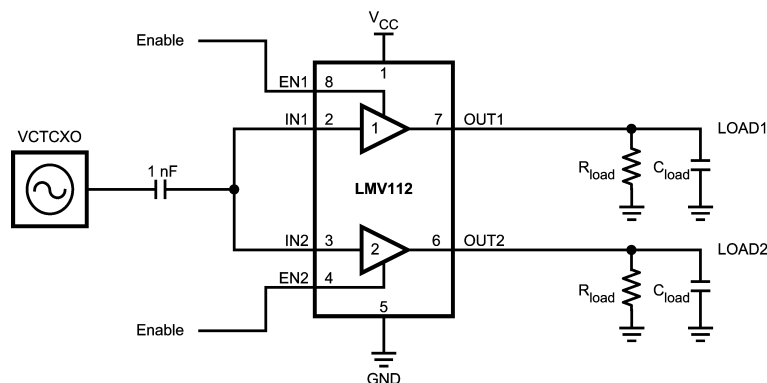 VCC
Enable
1
EN1 8
IN1 2
1
7 OUT1
LOAD1
VCTCXO
1 nF
Rload
Cload
LMV112
IN2 3
2
6 OUT2
LOAD2
EN2 4
Rload
Cload
5
Enable
GND